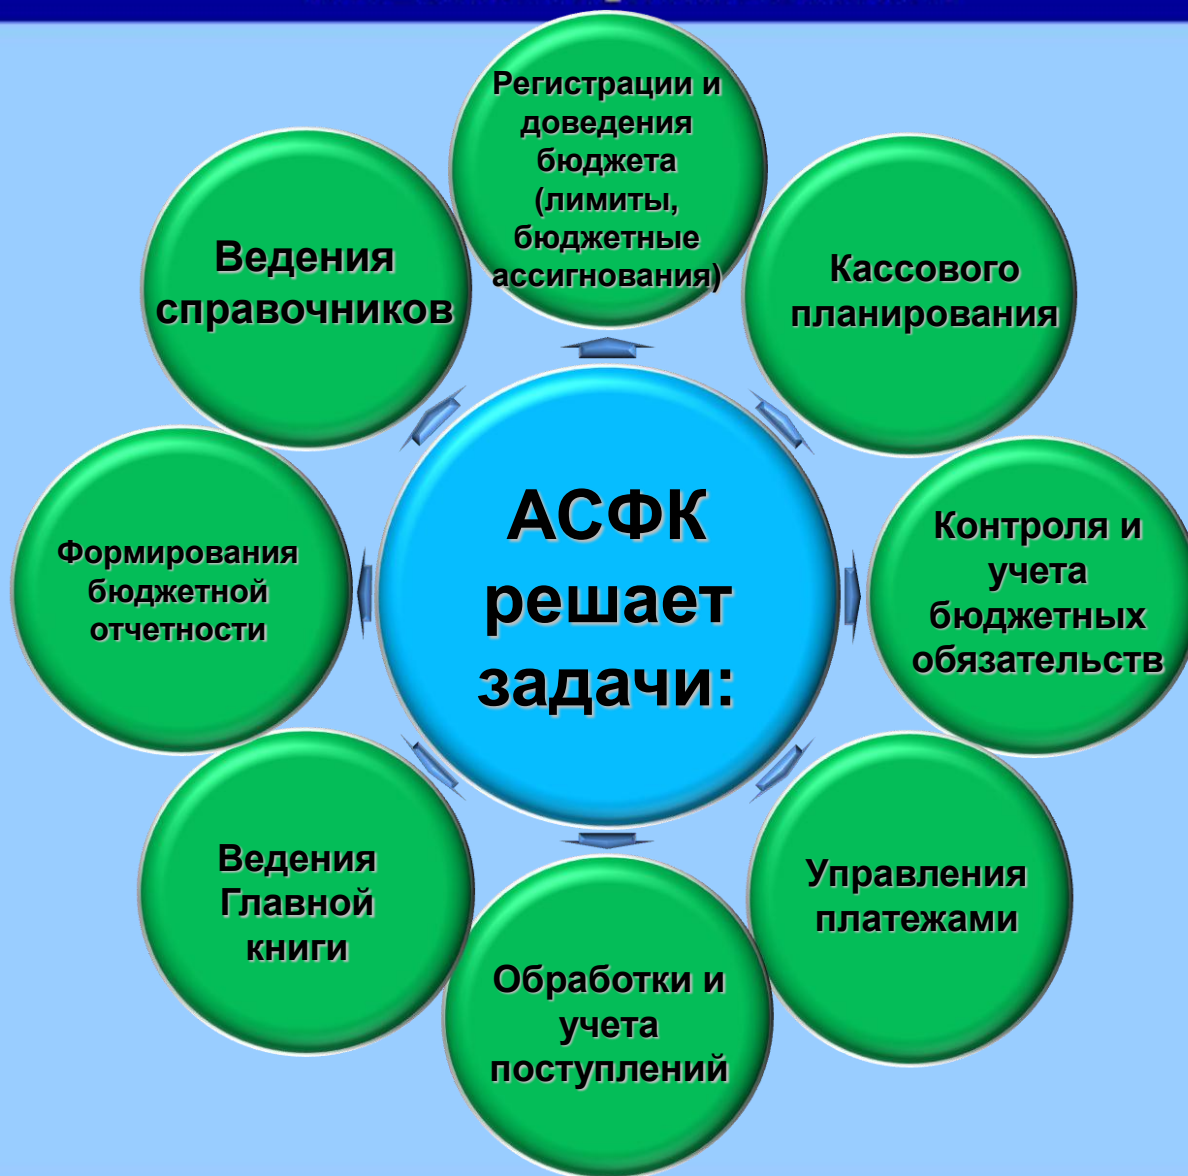 Регистрации и
доведения
бюджета
(лимиты,
бюджетные
ассигнования)
Кассового
планирования
Контроля и
учета
бюджетных
обязательств
Управления
платежами
Обработки и
учета
поступлений
Ведения
Главной
книги
Формирования
бюджетной
отчетности
Ведения
справочников
АСФК
решает
задачи: